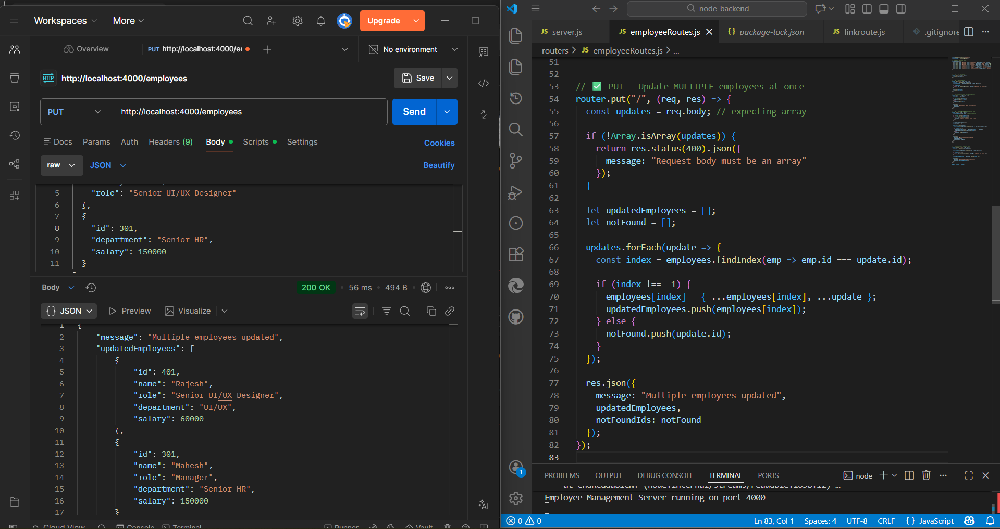 Workspaces
More
Upgrade
Overview
PUT http://localhost:4000/e
No environment
HTTP http://localhost:4000/employees
Save
PUT
http://localhost:4000/employees
Send
Docs
Params
Auth
Headers (9)
Body
Scripts
Settings
Cookies
raw
JSON
Beautify
5 "role": "Senior UI/UX Designer"
6 },
7 {
8 "id": 301,
9 "department": "Senior HR",
10 "salary": 150000
11 }
Body
200 OK
56 ms
494 B
{} JSON
Preview
Visualize
1 {
2 "message": "Multiple employees updated",
3 "updatedEmployees": [
4 {
5 "id": 401,
6 "name": "Rajesh",
7 "role": "Senior UI/UX Designer",
8 "department": "UI/UX",
9 "salary": 60000
10 },
11 {
12 "id": 301,
13 "name": "Mahesh",
14 "role": "Manager",
15 "department": "Senior HR",
16 "salary": 150000
17 }
AI
Cloud View
Console
Terminal
Runner
Vault
node-backend
JS server.js
JS employeeRoutes.js
{} package-lock.json
JS linkroute.js
.gitignore
routers > JS employeeRoutes.js > ...
51
52
53 // ✅ PUT – Update MULTIPLE employees at once
54 router.put("/", (req, res) => {
55 const updates = req.body; // expecting array
56
57 if (!Array.isArray(updates)) {
58 return res.status(400).json({
59 message: "Request body must be an array"
60 });
61 }
62
63 let updatedEmployees = [];
64 let notFound = [];
65
66 updates.forEach(update => {
67 const index = employees.findIndex(emp => emp.id === update.id);
68
69 if (index !== -1) {
70 employees[index] = { ...employees[index], ...update };
71 updatedEmployees.push(employees[index]);
72 } else {
73 notFound.push(update.id);
74 }
75 });
76
77 res.json({
78 message: "Multiple employees updated",
79 updatedEmployees,
80 notFoundIds: notFound
81 });
82 });
83
1
PROBLEMS
OUTPUT
DEBUG CONSOLE
TERMINAL
PORTS
node
Employee Management Server running on port 4000
0 0
Ln 83, Col 1
Spaces: 4
UTF-8
CRLF
{} JavaScript